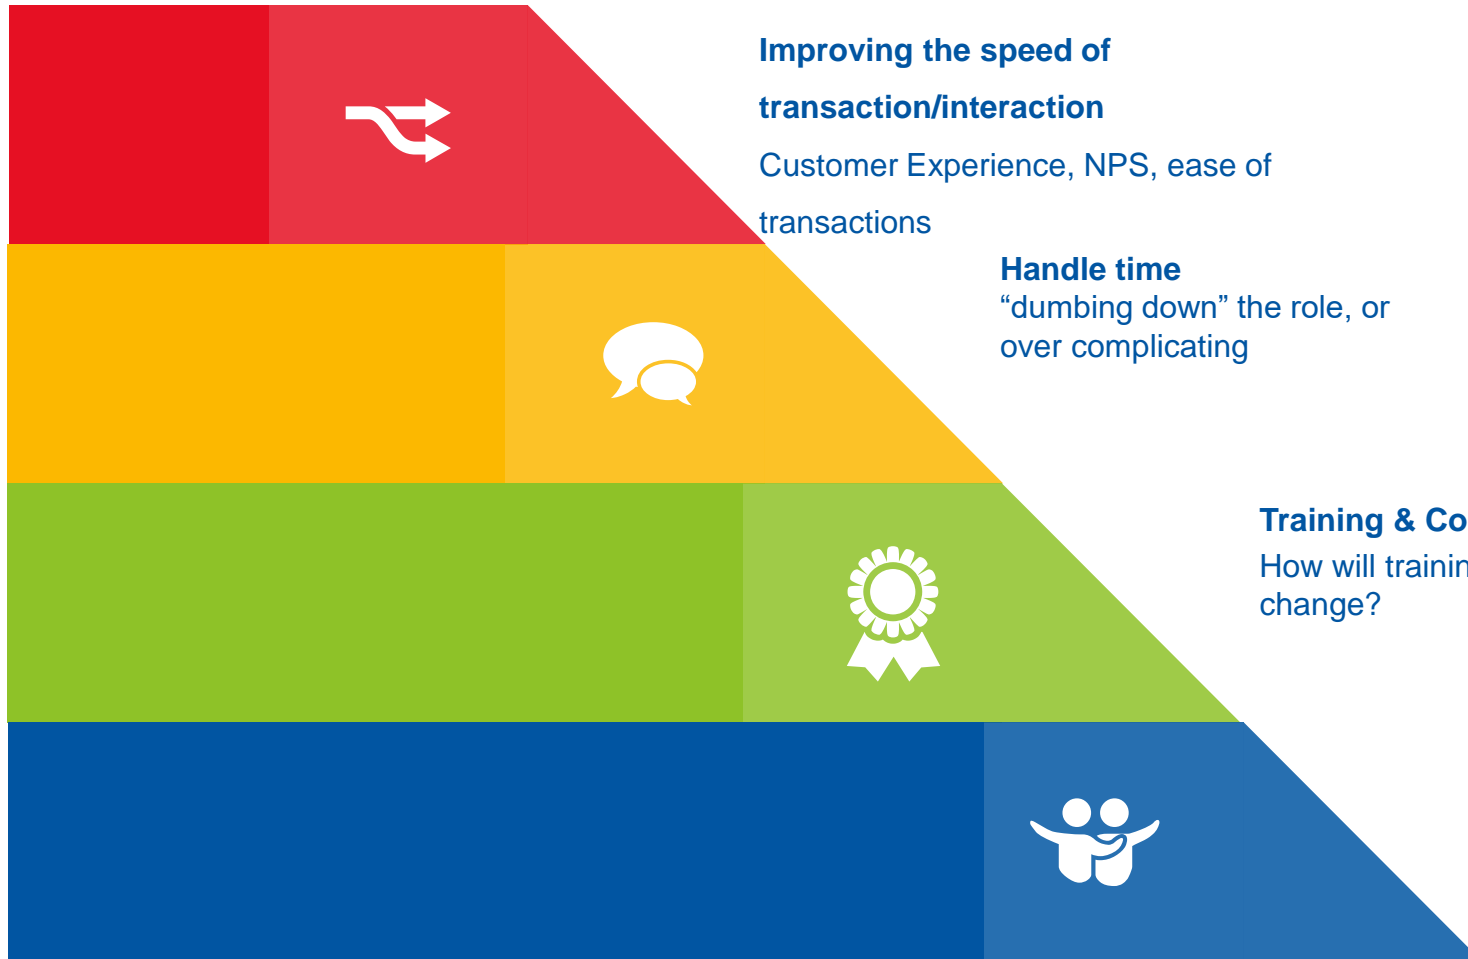 Improving the speed of
transaction/interaction
Customer Experience, NPS, ease of
transactions
Handle time
“dumbing down” the role, or
over complicating
Training & Co
How will trainin
change?